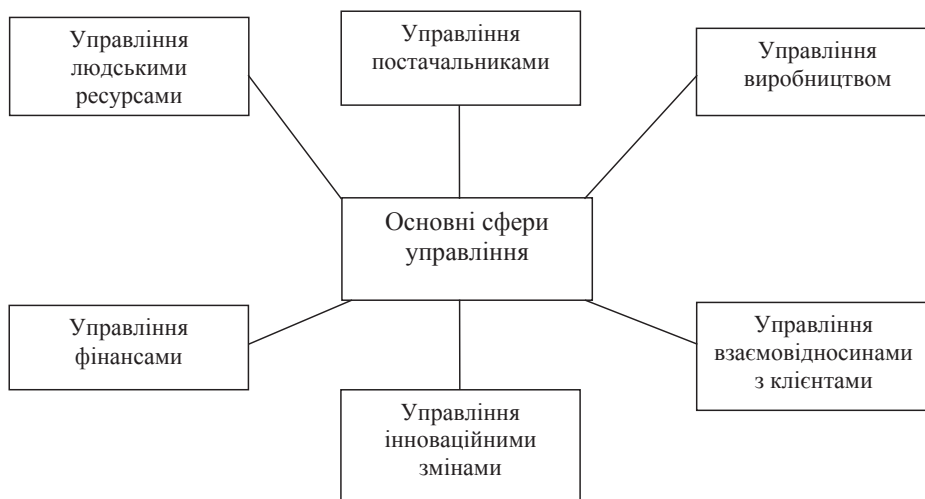 Управління
людськими
ресурсами
Управління
постачальниками
Управління
виробництвом
Основні сфери
управління
Управління
фінансами
Управління
інноваційними
змінами
Управління
взаємовідносинами
з клієнтами